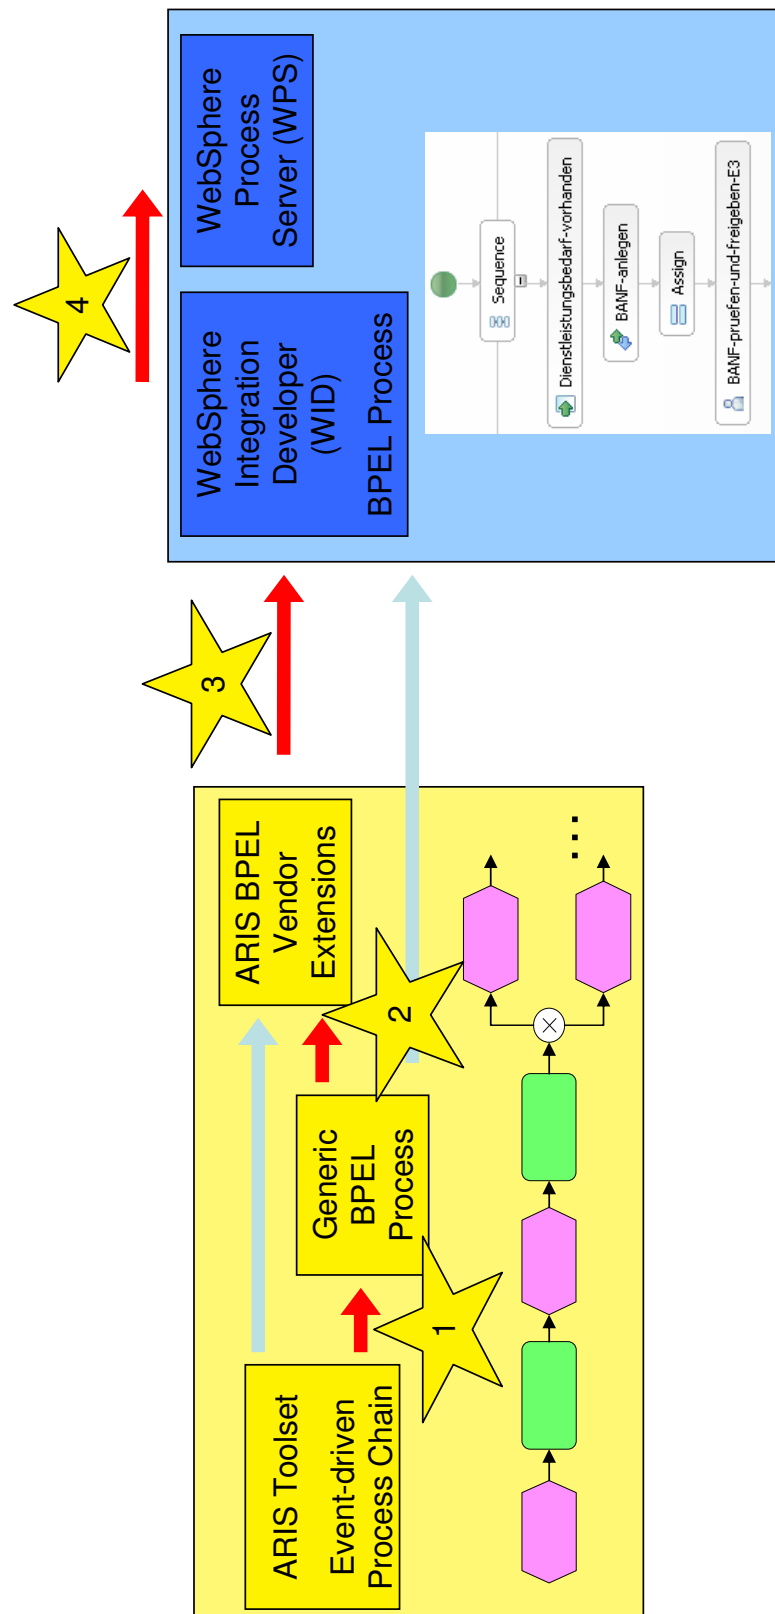 ARIS Toolset
Event-driven
Process Chain
1
Generic
BPEL
Process
2
ARIS BPEL
Vendor
Extensions
...
3
WebSphere
Integration
Developer
(WID)
BPEL Process
4
WebSphere
Process
Server (WPS)
Sequence
Dienstleistungsbedarf-vorhanden
BANF-anlegen
Assign
BANF-pruefen-und-freigeben-E3